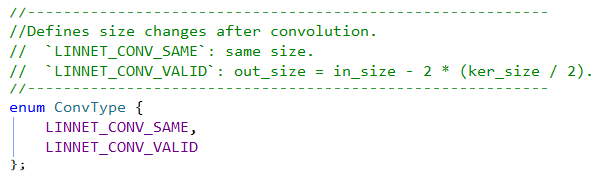 //----------------------------------------------------------
//Defines size changes after convolution.
//  `LINNET_CONV_SAME`: same size.
//  `LINNET_CONV_VALID`: out_size = in_size - 2 * (ker_size / 2).
//----------------------------------------------------------
enum ConvType {
    LINNET_CONV_SAME,
    LINNET_CONV_VALID
};